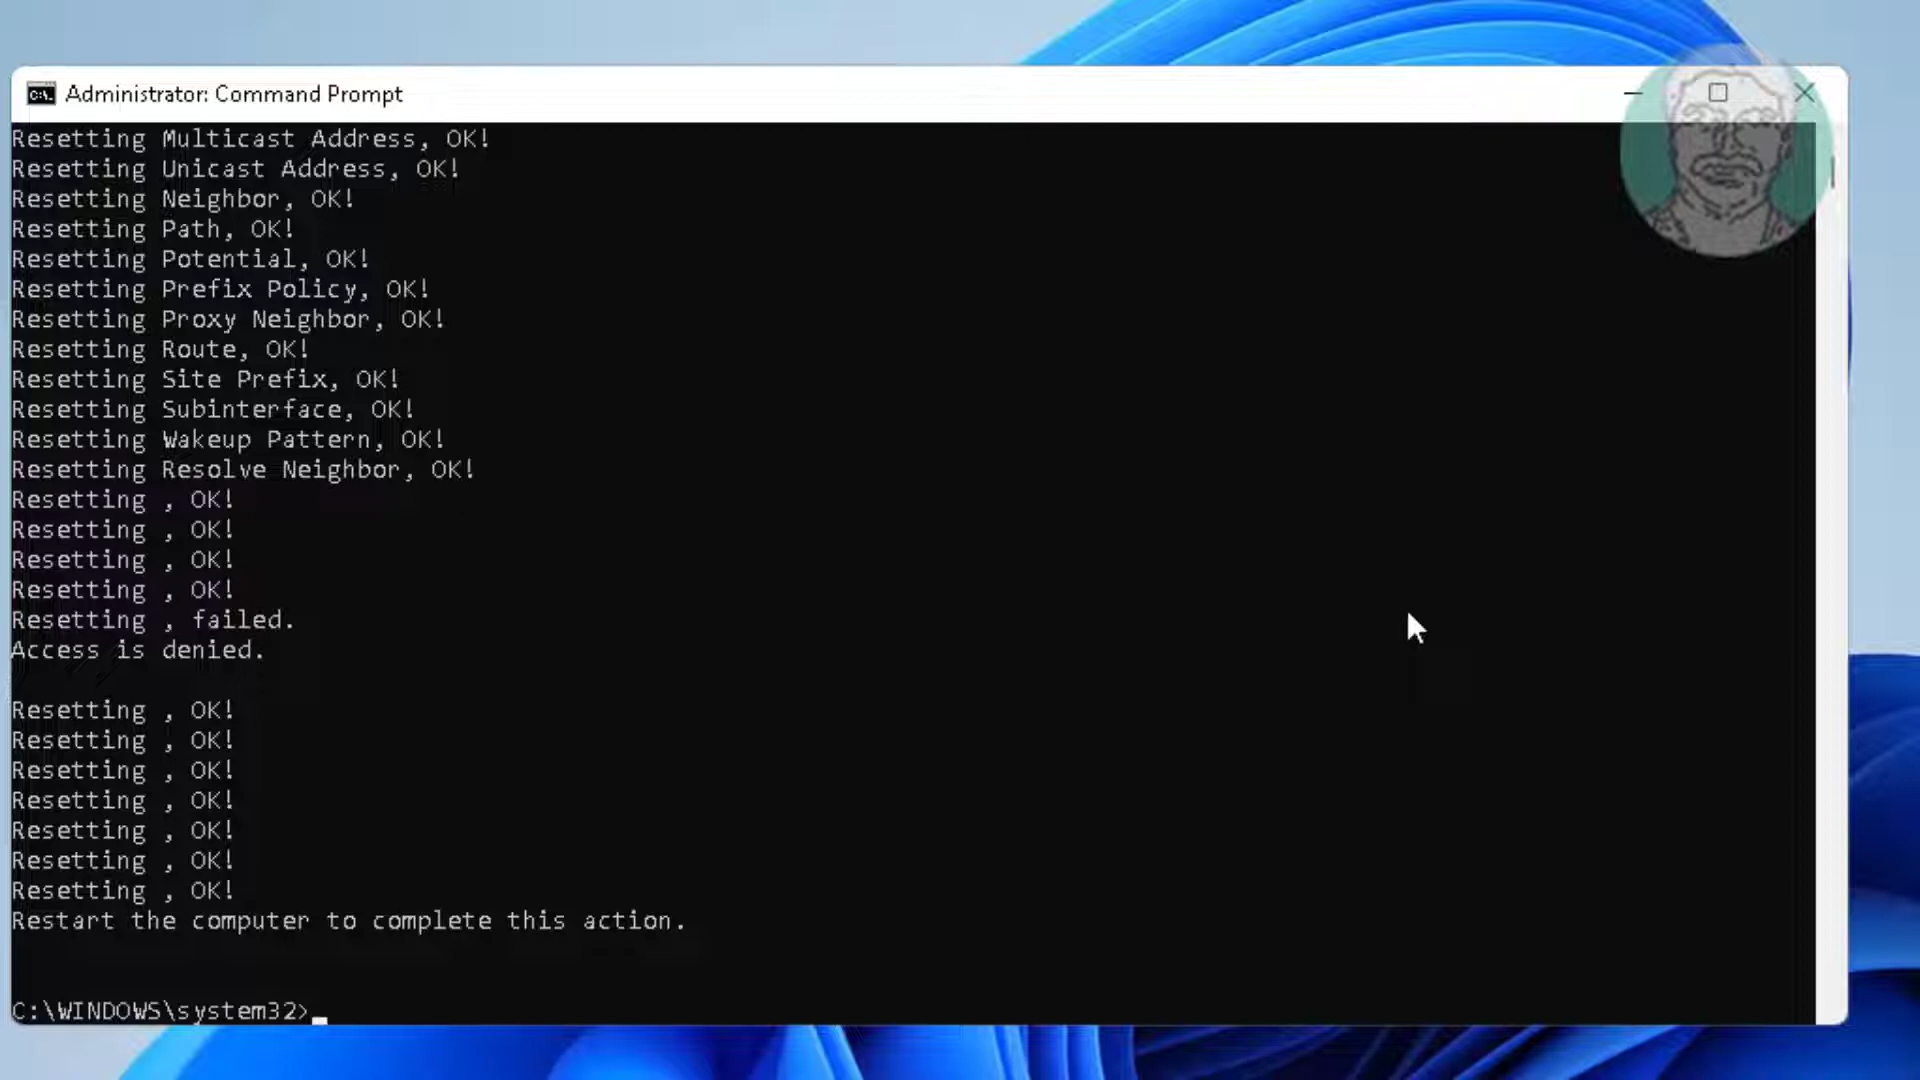 Administrator: Command Prompt
Resetting Multicast Address, OK!
Resetting Unicast Address, OK!
Resetting Neighbor, OK!
Resetting Path, OK!
Resetting Potential, OK!
Resetting Prefix Policy, OK!
Resetting Proxy Neighbor, OK!
Resetting Route, OK!
Resetting Site Prefix, OK!
Resetting Subinterface, OK!
Resetting Wakeup Pattern, OK!
Resetting Resolve Neighbor, OK!
Resetting , OK!
Resetting , OK!
Resetting , OK!
Resetting , OK!
Resetting , failed.
Access is denied.
Resetting , OK!
Resetting , OK!
Resetting , OK!
Resetting , OK!
Resetting , OK!
Resetting , OK!
Resetting , OK!
Restart the computer to complete this action.
C:\WINDOWS\system32>